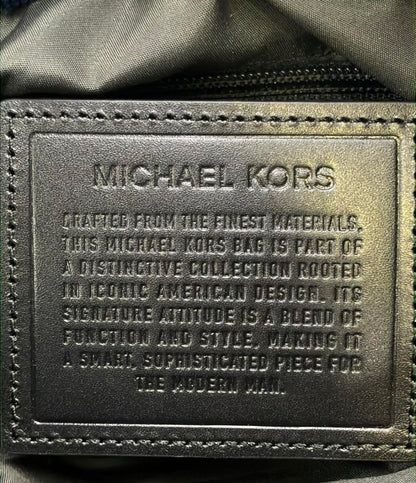 MICHAEL KORS
CRAFTED FROM THE FINEST MATERIALS.
THIS MICHAEL KORS BAG IS PART OF
A DISTINCTIVE COLLECTION ROOTED
IN ICONIC AMERICAN DESIGN. ITS
SIGNATURE ATTITUDE IS A BLEND OF
FUNCTION AND STYLE. MAKING IT
A SMART, SOPHISTICATED PIECE FOR
THE MODERN MAN.